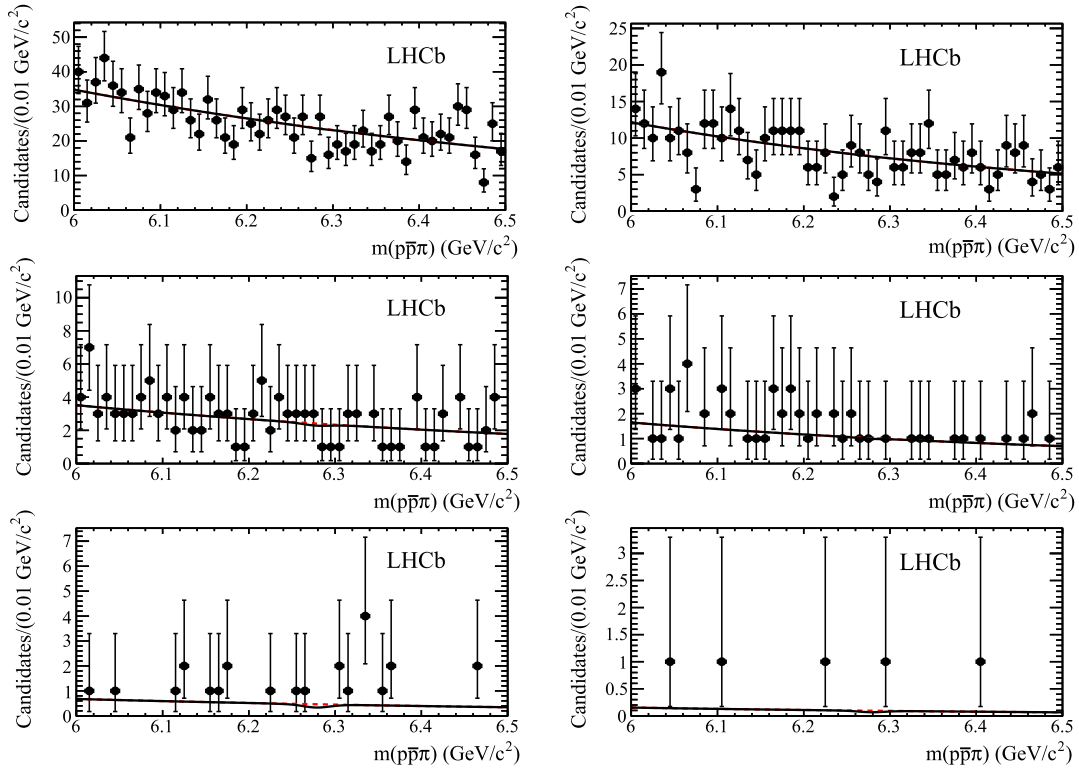 Candidates/(0.01 GeV/c²)
50
40
30
20
10
0
LHCb
6 6.1 6.2 6.3 6.4 6.5
m(pp̅π) (GeV/c²)
Candidates/(0.01 GeV/c²)
25
20
15
10
5
0
LHCb
6 6.1 6.2 6.3 6.4 6.5
m(pp̅π) (GeV/c²)
Candidates/(0.01 GeV/c²)
10
8
6
4
2
0
LHCb
6 6.1 6.2 6.3 6.4 6.5
m(pp̅π) (GeV/c²)
Candidates/(0.01 GeV/c²)
7
6
5
4
3
2
1
0
LHCb
6 6.1 6.2 6.3 6.4 6.5
m(pp̅π) (GeV/c²)
Candidates/(0.01 GeV/c²)
7
6
5
4
3
2
1
0
LHCb
6 6.1 6.2 6.3 6.4 6.5
m(pp̅π) (GeV/c²)
Candidates/(0.01 GeV/c²)
3
2.5
2
1.5
1
0.5
0
LHCb
6 6.1 6.2 6.3 6.4 6.5
m(pp̅π) (GeV/c²)